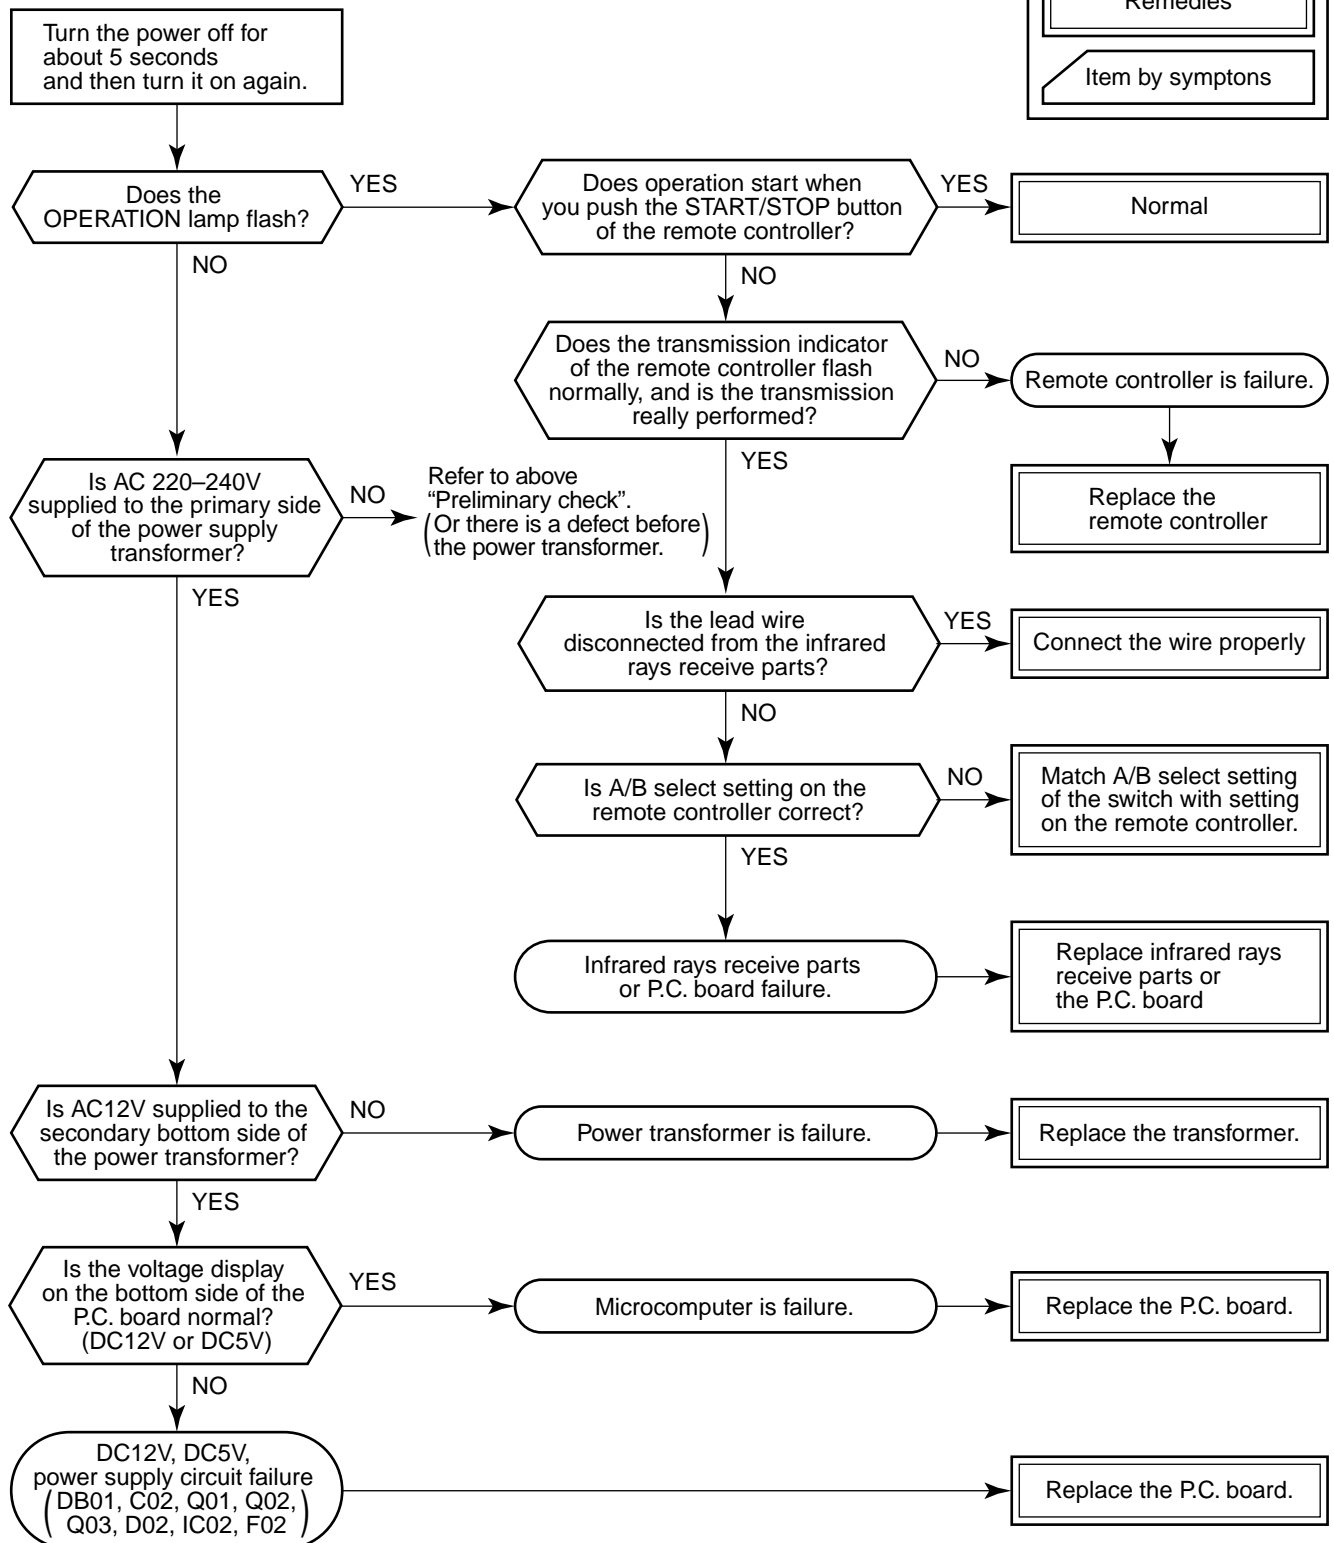 Remedies
Item by symptons
Turn the power off for
about 5 seconds
and then turn it on again.
Does the
OPERATION lamp flash?
YES
NO
Does operation start when
you push the START/STOP button
of the remote controller?
YES
Normal
NO
Does the transmission indicator
of the remote controller flash
normally, and is the transmission
really performed?
NO
Remote controller is failure.
Replace the
remote controller
YES
Is AC 220–240V
supplied to the primary side
of the power supply
transformer?
NO
Refer to above
“Preliminary check”.
(Or there is a defect before
the power transformer.)
YES
Is the lead wire
disconnected from the infrared
rays receive parts?
YES
Connect the wire properly
NO
Is A/B select setting on the
remote controller correct?
NO
Match A/B select setting
of the switch with setting
on the remote controller.
YES
Infrared rays receive parts
or P.C. board failure.
Replace infrared rays
receive parts or
the P.C. board
Is AC12V supplied to the
secondary bottom side of
the power transformer?
NO
Power transformer is failure.
Replace the transformer.
YES
Is the voltage display
on the bottom side of the
P.C. board normal?
(DC12V or DC5V)
YES
Microcomputer is failure.
Replace the P.C. board.
NO
DC12V, DC5V,
power supply circuit failure
(DB01, C02, Q01, Q02,
Q03, D02, IC02, F02)
Replace the P.C. board.